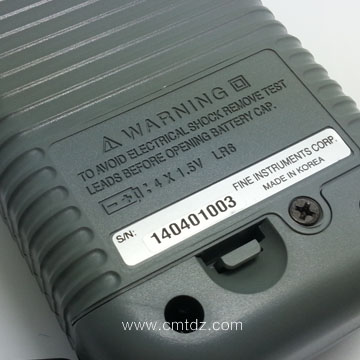 ⚠ WARNING
TO AVOID ELECTRICAL SHOCK REMOVE TEST
LEADS BEFORE OPENING BATTERY CAP.
: 4 X 1.5V LR6
FINE INSTRUMENTS CORP.
S/N: 140401003 MADE IN KOREA
www.cmtdz.com